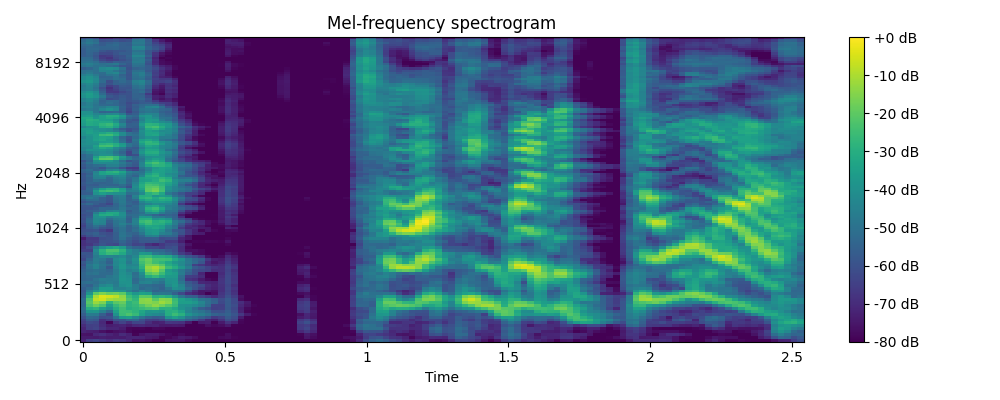 Mel-frequency spectrogram
Hz
8192
4096
2048
1024
512
0
0
0.5
1
1.5
2
2.5
Time
+0 dB
-10 dB
-20 dB
-30 dB
-40 dB
-50 dB
-60 dB
-70 dB
-80 dB